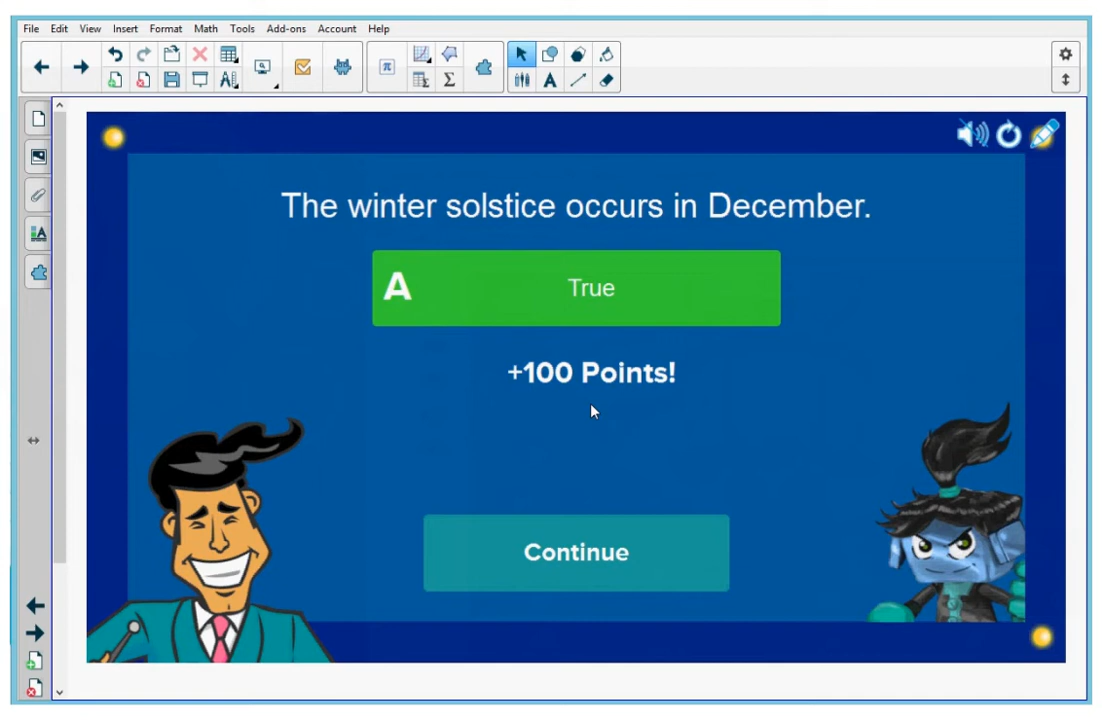 File Edit View Insert Format Math Tools Add-ons Account Help
π
Σ
A
The winter solstice occurs in December.
A True
+100 Points!
Continue